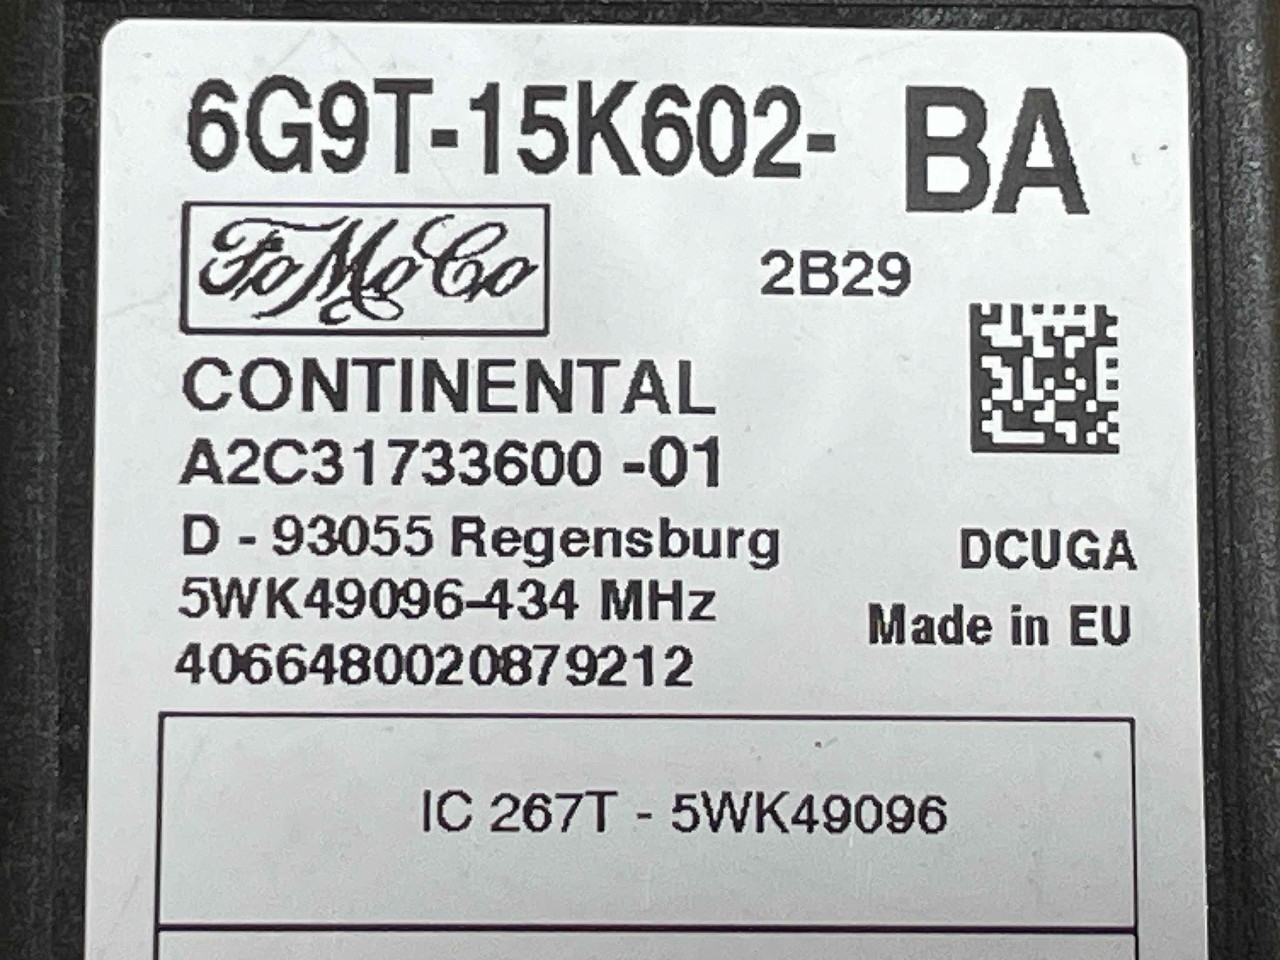 6G9T-15K602- BA
FoMoCo
2B29
CONTINENTAL
A2C31733600 -01
D - 93055 Regensburg
DCUGA
5WK49096-434 MHz
Made in EU
4066480020879212
IC 267T - 5WK49096